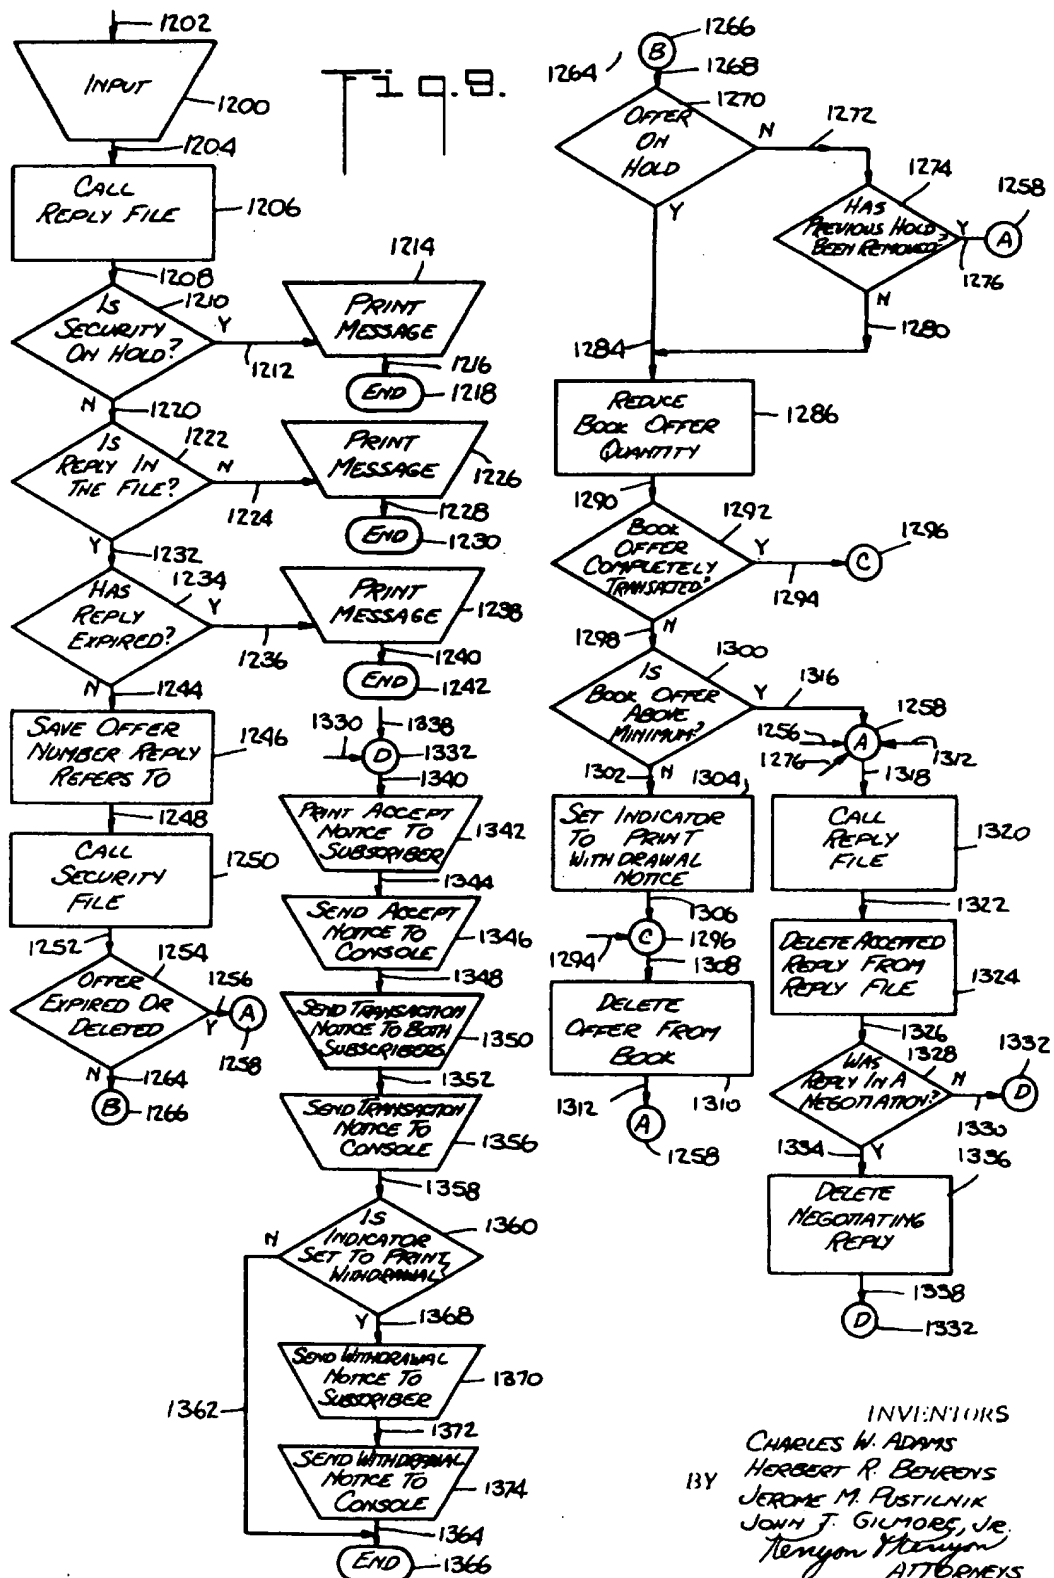 1202
INPUT
1200
1204
CALL
REPLY FILE
1206
1208
1210
IS
SECURITY
ON HOLD?
Y
1212
1214
PRINT
MESSAGE
1216
END
1218
N
1220
IS
REPLY IN
THE FILE?
1222
N
1224
PRINT
MESSAGE
1226
1228
END
1230
Y
1232
HAS
REPLY
EXPIRED?
1234
Y
1236
PRINT
MESSAGE
1238
1240
END
1242
N
1244
SAVE OFFER
NUMBER REPLY
REFERS TO
1246
1248
CALL
SECURITY
FILE
1250
1252
1254
OFFER
EXPIRED OR
DELETED
1256
Y
A
1258
N
1264
B
1266
Fig. 8.
1330
1338
D
1332
1340
PRINT ACCEPT
NOTICE TO
SUBSCRIBER
1342
1344
SEND ACCEPT
NOTICE TO
CONSOLE
1346
1348
SEND TRANSACTION
NOTICE TO BOTH
SUBSCRIBERS
1350
1352
SEND TRANSACTION
NOTICE TO
CONSOLE
1356
1358
IS
INDICATOR
SET TO PRINT
WITHDRAWAL?
1360
N
Y
1368
SEND WITHDRAWAL
NOTICE TO
SUBSCRIBER
1370
1362
1372
SEND WITHDRAWAL
NOTICE TO
CONSOLE
1374
1364
END
1366
1264
B
1266
1268
1270
OFFER
ON
HOLD
N
1272
Y
1274
HAS
PREVIOUS HOLD
BEEN REMOVED?
Y
1276
A
1258
N
1280
1284
REDUCE
BOOK OFFER
QUANTITY
1286
1290
1292
BOOK
OFFER
COMPLETELY
TRANSACTED?
Y
1294
C
1296
1298
N
1300
IS
BOOK OFFER
ABOVE
MINIMUM?
Y
1316
1302
N
1304
SET INDICATOR
TO PRINT
WITHDRAWAL
NOTICE
1306
1294
C
1296
1308
DELETE
OFFER FROM
BOOK
1310
1312
A
1258
1256
A
1258
1276
1312
1318
CALL
REPLY
FILE
1320
1322
DELETE ACCEPTED
REPLY FROM
REPLY FILE
1324
1326
1328
WAS
REPLY IN A
NEGOTIATION?
N
1330
D
1332
1334
Y
1336
DELETE
NEGOTIATING
REPLY
1338
D
1332
INVENTORS
CHARLES W. ADAMS
BY HERBERT R. BEHRENS
JEROME M. PUSTILNIK
JOHN T. GILMORE, JR.
Kenyon & Kenyon
ATTORNEYS